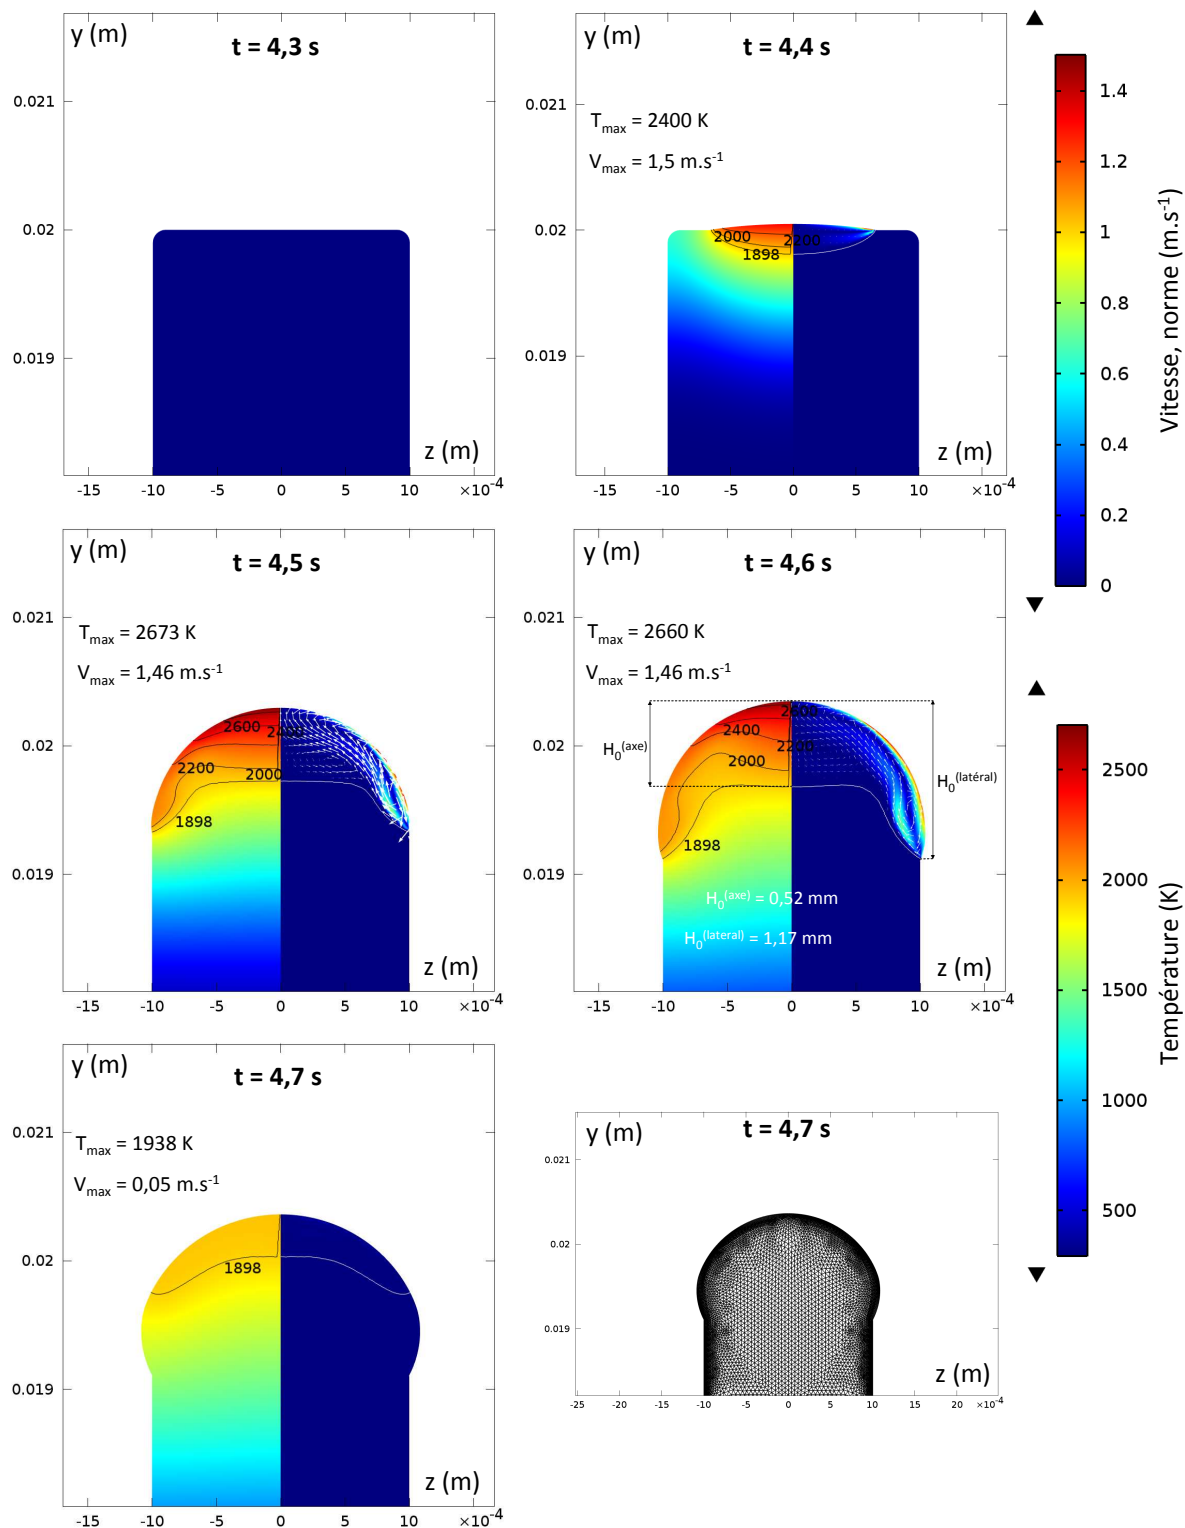 y (m)
t = 4,3 s
0.021
0.02
0.019
z (m)
-15 -10 -5 0 5 10 ×10⁻⁴
y (m)
t = 4,4 s
0.021
T_max = 2400 K
V_max = 1,5 m.s⁻¹
0.02
2000 2200
1898
0.019
z (m)
-15 -10 -5 0 5 10 ×10⁻⁴
1.4
1.2
1
0.8
0.6
0.4
0.2
0
Vitesse, norme (m.s⁻¹)
y (m)
t = 4,5 s
0.021
T_max = 2673 K
V_max = 1,46 m.s⁻¹
2600 2400
0.02
2200 2000
1898
0.019
z (m)
-15 -10 -5 0 5 10 ×10⁻⁴
y (m)
t = 4,6 s
0.021
T_max = 2660 K
V_max = 1,46 m.s⁻¹
2600
2400
2200
H₀^(axe)
0.02
2000
H₀^(latéral)
1898
0.019
H₀^(axe) = 0,52 mm
H₀^(lateral) = 1,17 mm
z (m)
-15 -10 -5 0 5 10 ×10⁻⁴
2500
2000
1500
1000
500
Température (K)
y (m)
t = 4,7 s
0.021
T_max = 1938 K
V_max = 0,05 m.s⁻¹
0.02
1898
0.019
z (m)
-15 -10 -5 0 5 10 ×10⁻⁴
y (m)
t = 4,7 s
0.021
0.02
0.019
z (m)
-25 -20 -15 -10 -5 0 5 10 15 20 ×10⁻⁴